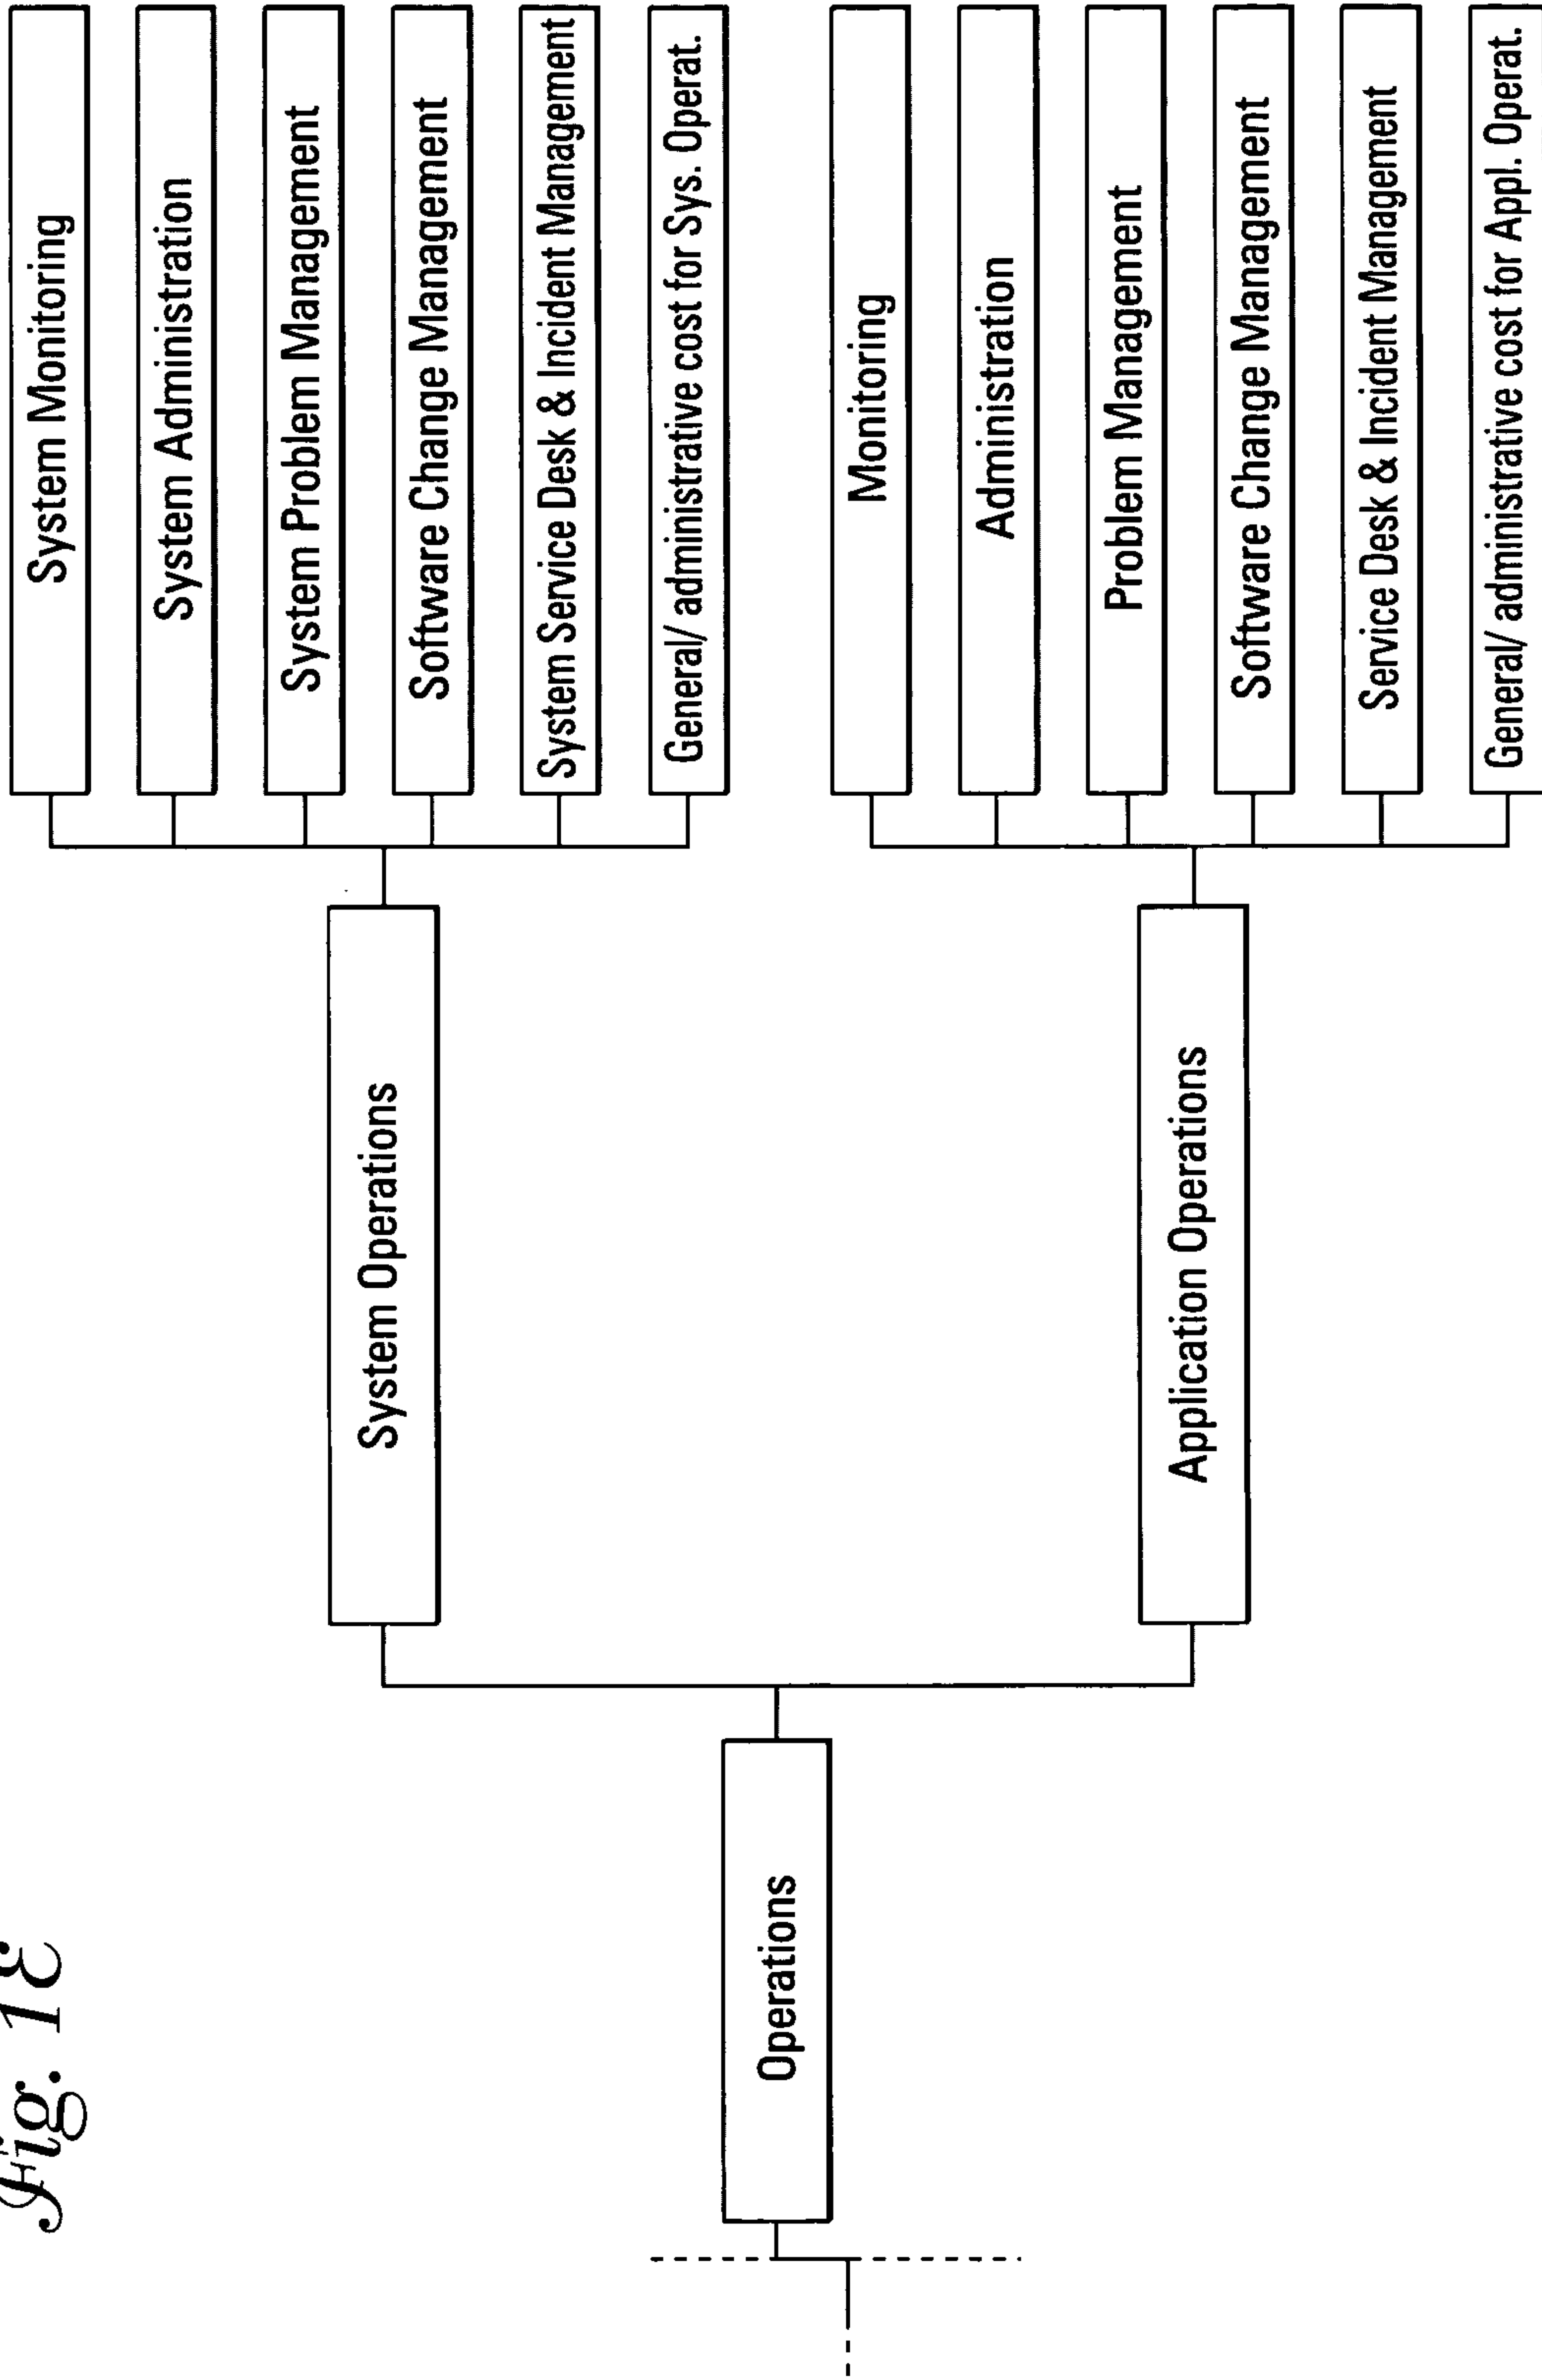 Fig. 1E
Operations
System Operations
System Monitoring
System Administration
System Problem Management
Software Change Management
System Service Desk & Incident Management
General/ administrative cost for Sys. Operat.
Application Operations
Monitoring
Administration
Problem Management
Software Change Management
Service Desk & Incident Management
General/ administrative cost for Appl. Operat.